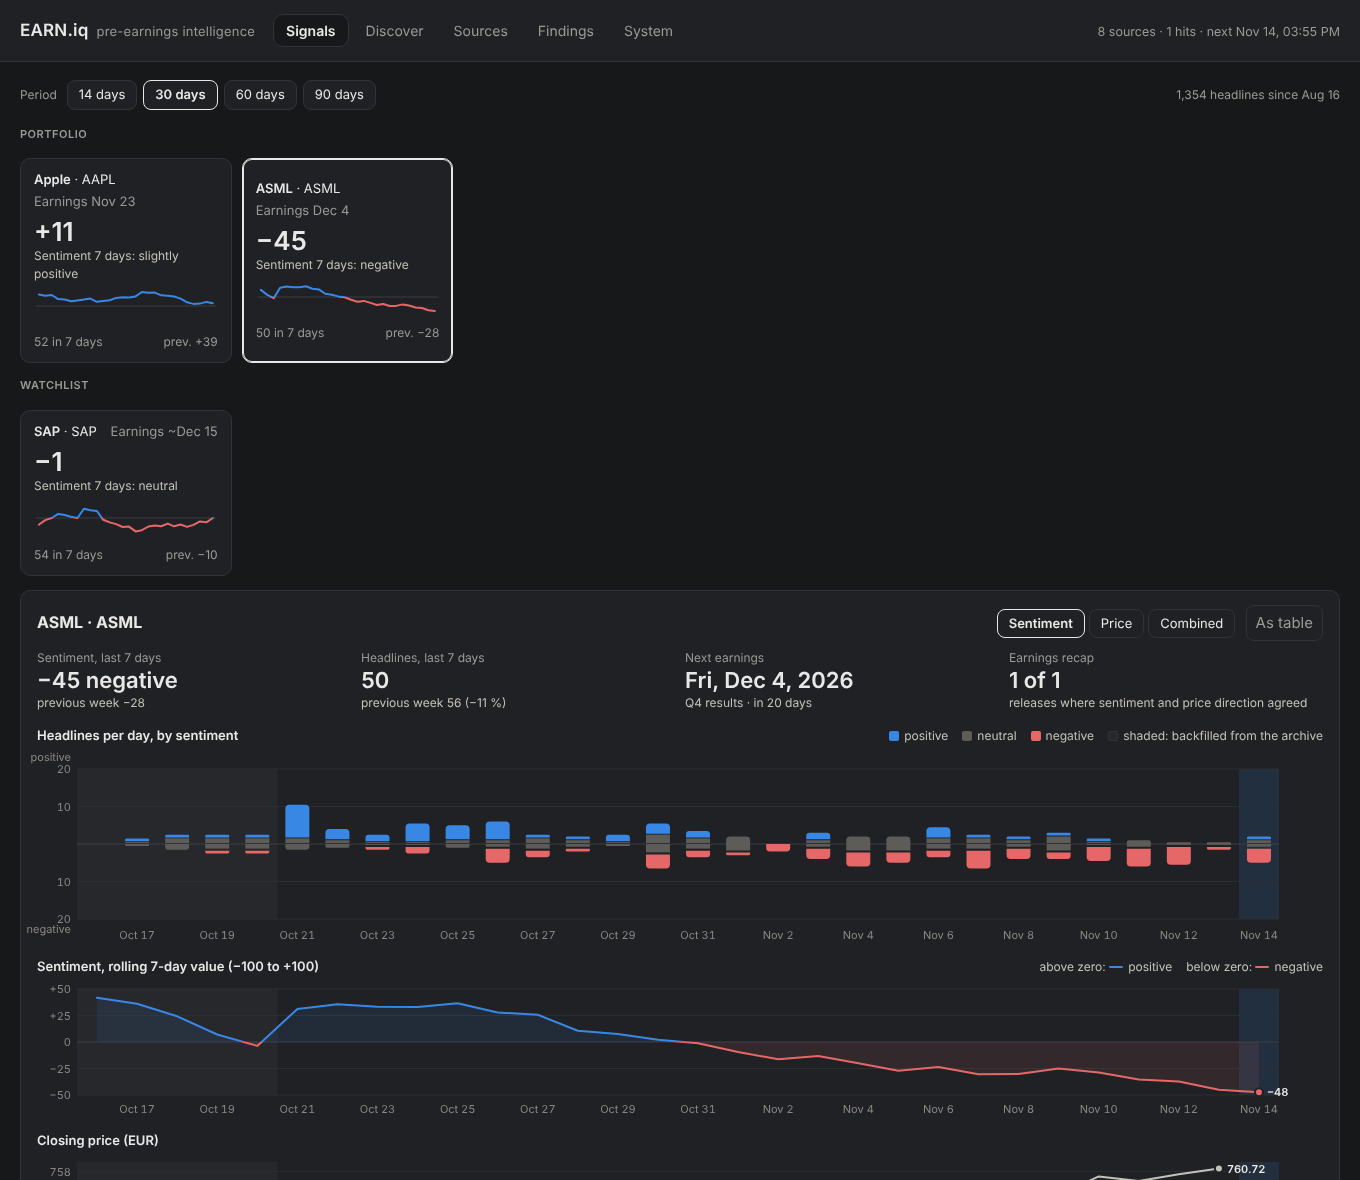 EARN.iq pre-earnings intelligence Signals Discover Sources Findings System 8 sources · 1 hits · next Nov 14, 03:55 PM
Period 14 days 30 days 60 days 90 days 1,354 headlines since Aug 16
PORTFOLIO
Apple · AAPL
Earnings Nov 23
+11
Sentiment 7 days: slightly
positive
52 in 7 days prev. +39
ASML · ASML
Earnings Dec 4
−45
Sentiment 7 days: negative
50 in 7 days prev. −28
WATCHLIST
SAP · SAP Earnings ~Dec 15
−1
Sentiment 7 days: neutral
54 in 7 days prev. −10
ASML · ASML Sentiment Price Combined As table
Sentiment, last 7 days Headlines, last 7 days Next earnings Earnings recap
−45 negative 50 Fri, Dec 4, 2026 1 of 1
previous week −28 previous week 56 (−11 %) Q4 results · in 20 days releases where sentiment and price direction agreed
Headlines per day, by sentiment positive neutral negative shaded: backfilled from the archive
positive
20
10
10
20
negative
Oct 17 Oct 19 Oct 21 Oct 23 Oct 25 Oct 27 Oct 29 Oct 31 Nov 2 Nov 4 Nov 6 Nov 8 Nov 10 Nov 12 Nov 14
Sentiment, rolling 7-day value (−100 to +100) above zero: positive below zero: negative
+50
+25
0
−25
−50 −48
Oct 17 Oct 19 Oct 21 Oct 23 Oct 25 Oct 27 Oct 29 Oct 31 Nov 2 Nov 4 Nov 6 Nov 8 Nov 10 Nov 12 Nov 14
Closing price (EUR)
758 760.72